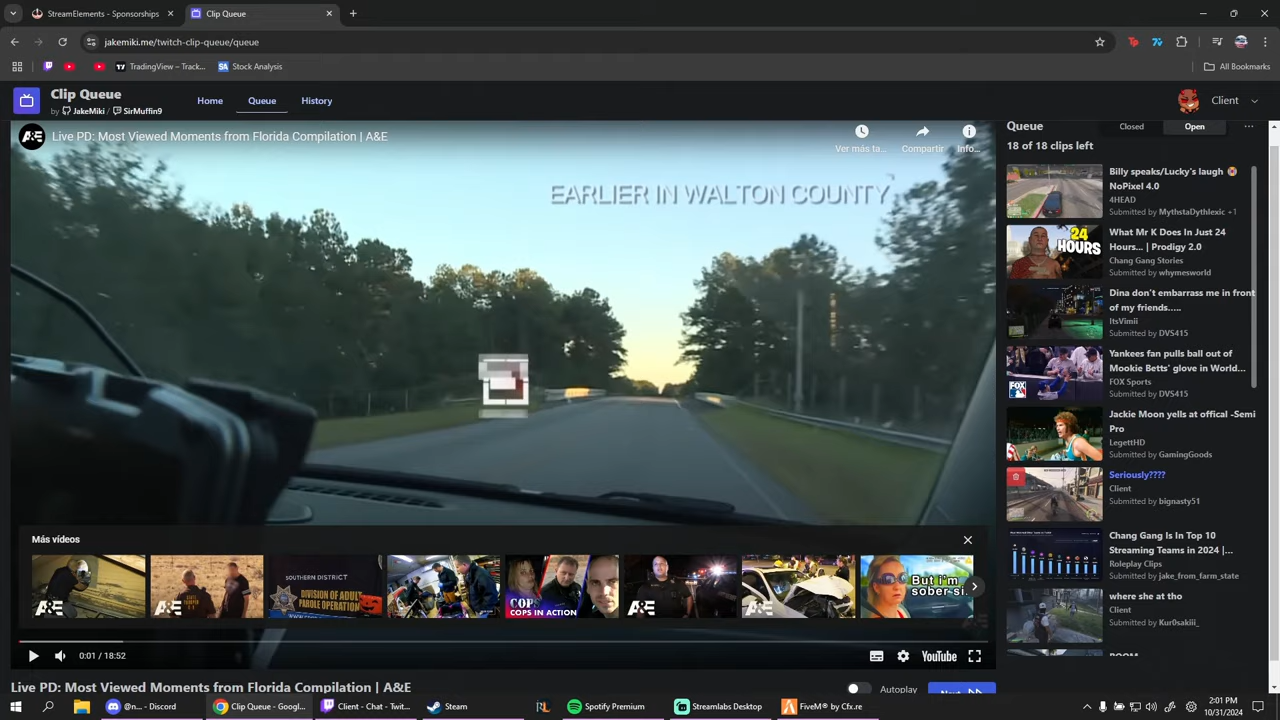 StreamElements - Sponsorships
Clip Queue
jakemiki.me/twitch-clip-queue/queue
TradingView – Track...
SA Stock Analysis
All Bookmarks
Clip Queue
by JakeMiki / SirMuffin9
Home
Queue
History
Client
A&E
Live PD: Most Viewed Moments from Florida Compilation | A&E
Ver más ta...
Compartir
Info...
EARLIER IN WALTON COUNTY
Más vídeos
A&E
A&E
SOUTHERN DISTRICT
DIVISION OF ADULT
PAROLE OPERATION
A&E
COP
COPS IN ACTION
A&E
A&E
But i'm
sober si.
0:01 / 18:52
YouTube
Live PD: Most Viewed Moments from Florida Compilation | A&E
Autoplay
Next
Queue
Closed
Open
18 of 18 clips left
Billy speaks/Lucky's laugh
NoPixel 4.0
4HEAD
Submitted by MythstaDythlexic +1
24
HOURS
What Mr K Does In Just 24
Hours... | Prodigy 2.0
Chang Gang Stories
Submitted by whymesworld
Dina don't embarrass me in front
of my friends.....
ItsVimii
Submitted by DVS415
FOX
Yankees fan pulls ball out of
Mookie Betts' glove in World...
FOX Sports
Submitted by DVS415
Jackie Moon yells at offical -Semi
Pro
LegettHD
Submitted by GamingGoods
Seriously????
Client
Submitted by bignasty51
Chang Gang Is In Top 10
Streaming Teams in 2024 |...
Roleplay Clips
Submitted by jake_from_farm_state
where she at tho
Client
Submitted by Kur0sakiii_
BOOM
@n... - Discord
Clip Queue - Googl...
Client - Chat - Twit...
Steam
Spotify Premium
Streamlabs Desktop
FiveM® by Cfx.re
2:01 PM
10/31/2024